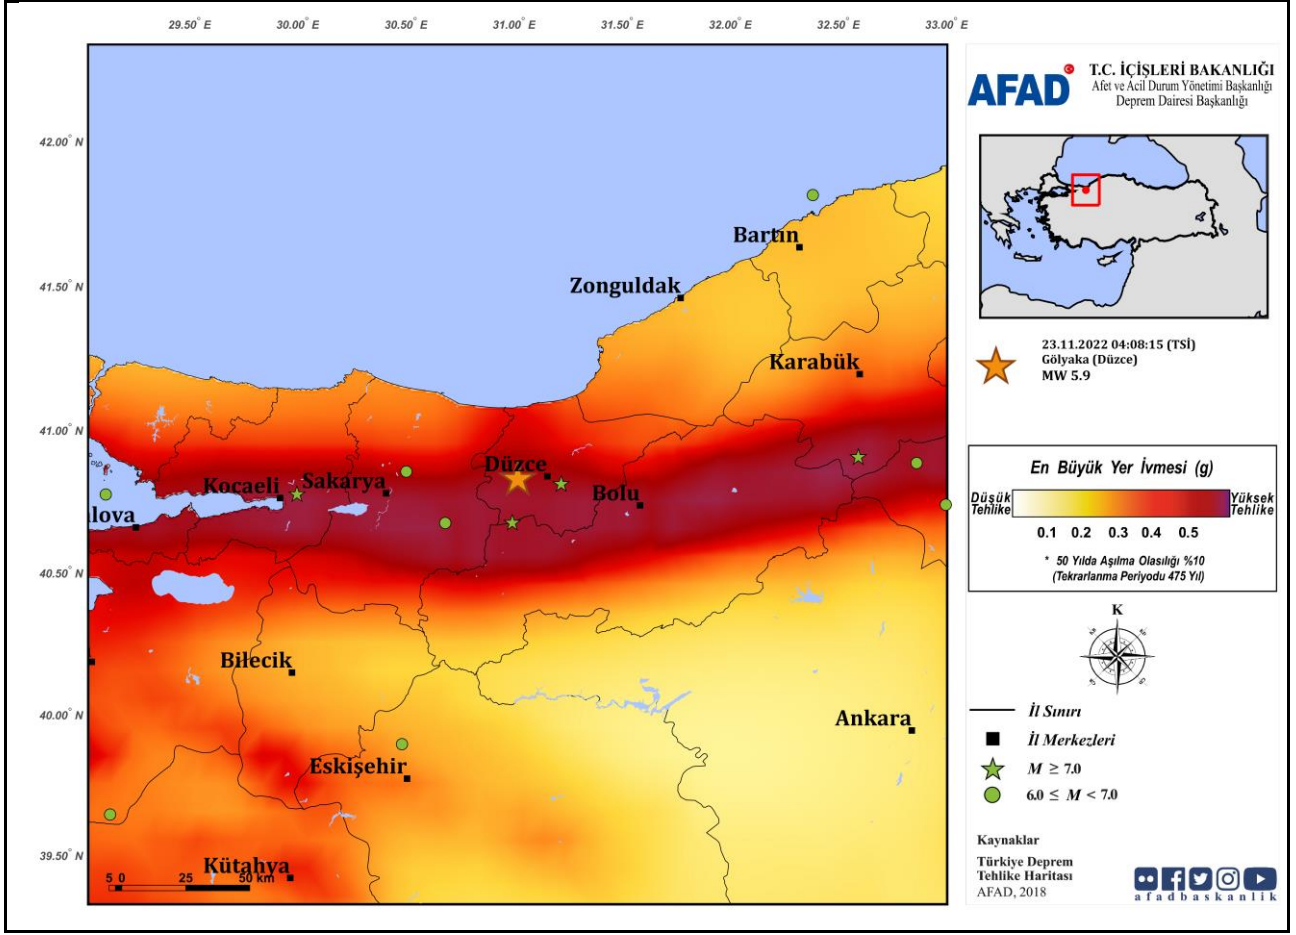 29.50° E 30.00° E 30.50° E 31.00° E 31.50° E 32.00° E 32.50° E 33.00° E
42.00° N
41.50° N
41.00° N
40.50° N
40.00° N
39.50° N
Bartın
Zonguldak
Karabük
Düzce
Kocaeli
Sakarya
Bolu
lova
Bilecik
Ankara
Eskişehir
Kütahya
5 0 25 50 km
AFAD
T.C. İÇİŞLERİ BAKANLIĞI
Afet ve Acil Durum Yönetimi Başkanlığı
Deprem Dairesi Başkanlığı
23.11.2022 04:08:15 (TSİ)
Gölyaka (Düzce)
MW 5.9
En Büyük Yer İvmesi (g)
Düşük
Tehlike
Yüksek
Tehlike
0.1 0.2 0.3 0.4 0.5
* 50 Yılda Aşılma Olasılığı %10
(Tekrarlanma Periyodu 475 Yıl)
K
İl Sınırı
İl Merkezleri
M ≥ 7.0
6.0 ≤ M < 7.0
Kaynaklar
Türkiye Deprem
Tehlike Haritası
AFAD, 2018
afadbaskanlik